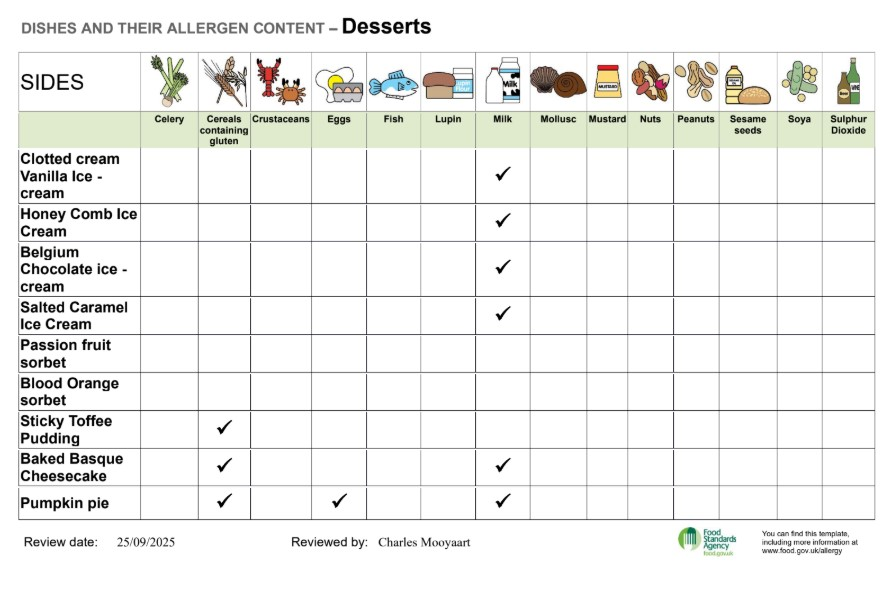 DISHES AND THEIR ALLERGEN CONTENT – Desserts
SIDES
Milk
MUSTARD
Celery
Cereals containing gluten
Crustaceans
Eggs
Fish
Lupin
Milk
Mollusc
Mustard
Nuts
Peanuts
Sesame seeds
Soya
Sulphur Dioxide
Clotted cream
Vanilla Ice -
cream
✓
Honey Comb Ice
Cream
✓
Belgium
Chocolate ice -
cream
✓
Salted Caramel
Ice Cream
✓
Passion fruit
sorbet
Blood Orange
sorbet
Sticky Toffee
Pudding
✓
Baked Basque
Cheesecake
✓ ✓
Pumpkin pie
✓ ✓ ✓
Review date: 25/09/2025
Reviewed by: Charles Mooyaart
Food
Standards
Agency
food.gov.uk
You can find this template,
including more information at
www.food.gov.uk/allergy